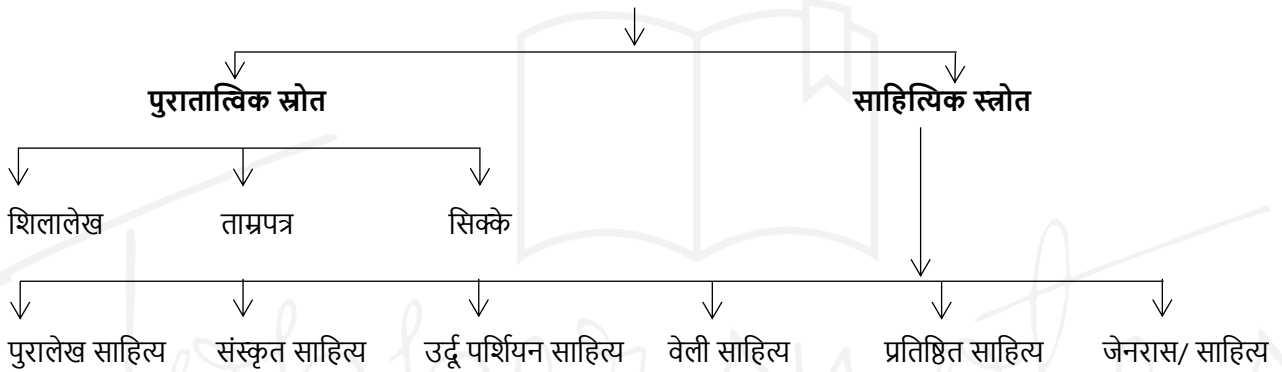 पुरातात्विक स्रोत साहित्यिक स्त्रोत
शिलालेख ताम्रपत्र सिक्के
पुरालेख साहित्य संस्कृत साहित्य उर्दू पर्शियन साहित्य वेली साहित्य प्रतिष्ठित साहित्य जेनरास/ साहित्य